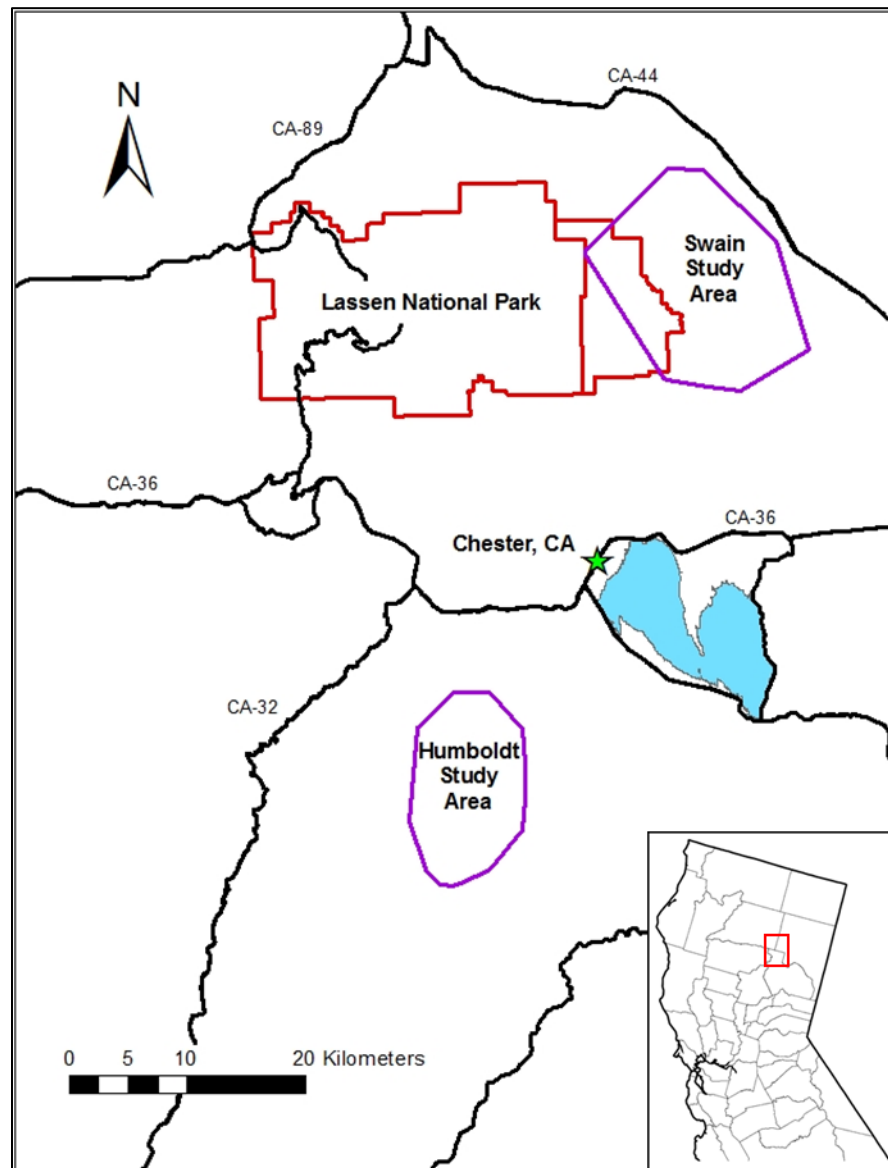 CA-44
N
CA-89
Swain
Study
Area
Lassen National Park
CA-36
CA-36
Chester, CA
CA-32
Humboldt
Study
Area
0 5 10 20 Kilometers